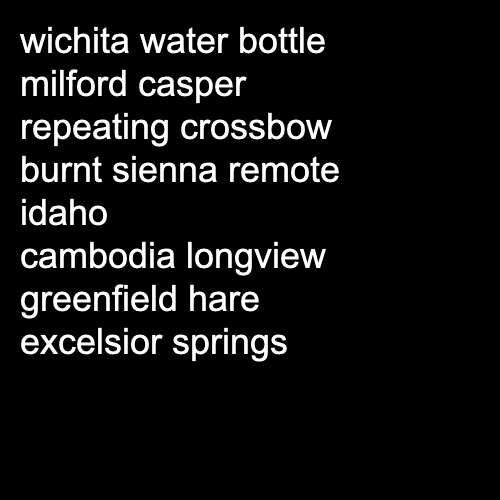 wichita water bottle
milford casper
repeating crossbow
burnt sienna remote
idaho
cambodia longview
greenfield hare
excelsior springs